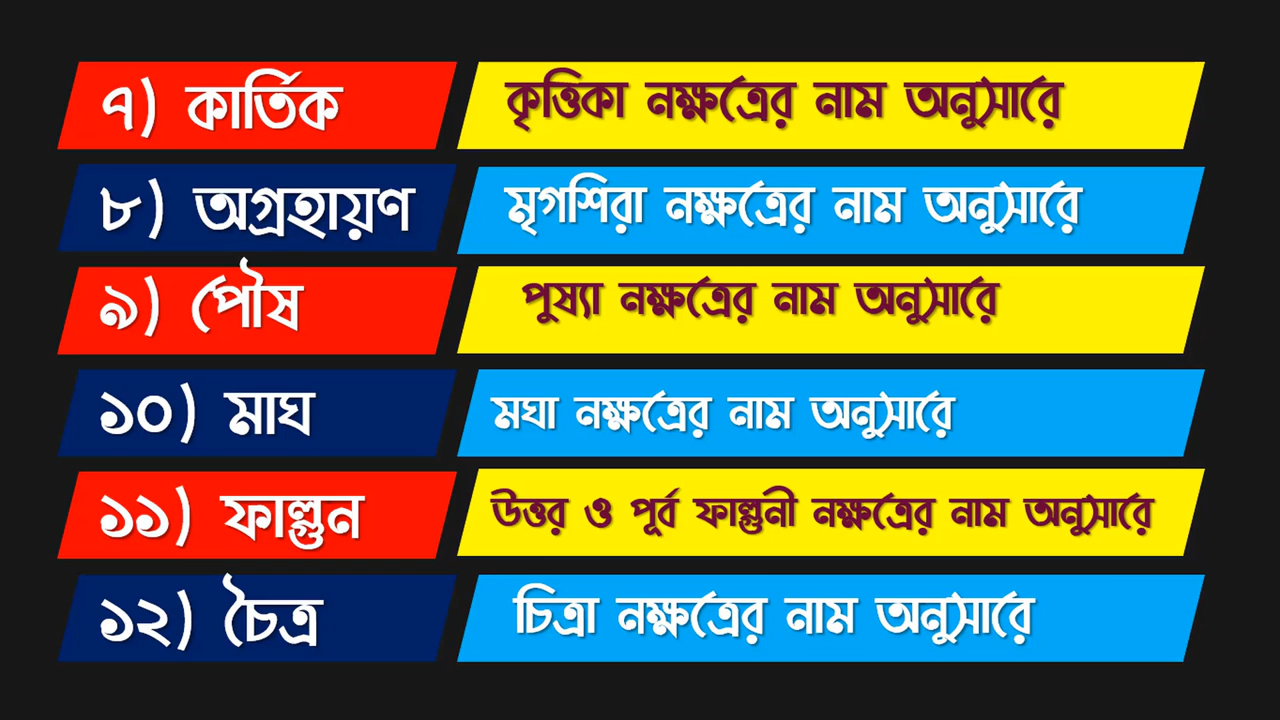 ৭) কার্তিক কৃত্তিকা নক্ষত্রের নাম অনুসারে
৮) অগ্রহায়ণ মৃগশিরা নক্ষত্রের নাম অনুসারে
৯) পৌষ পুষ্যা নক্ষত্রের নাম অনুসারে
১০) মাঘ মঘা নক্ষত্রের নাম অনুসারে
১১) ফাল্গুন উত্তর ও পূর্ব ফাল্গুনী নক্ষত্রের নাম অনুসারে
১২) চৈত্র চিত্রা নক্ষত্রের নাম অনুসারে